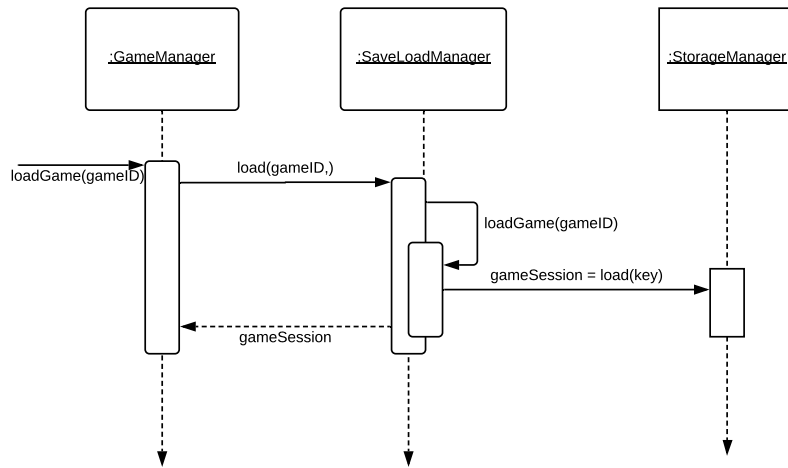 :GameManager
:SaveLoadManager
:StorageManager
loadGame(gameID)
load(gameID,)
loadGame(gameID)
gameSession = load(key)
gameSession